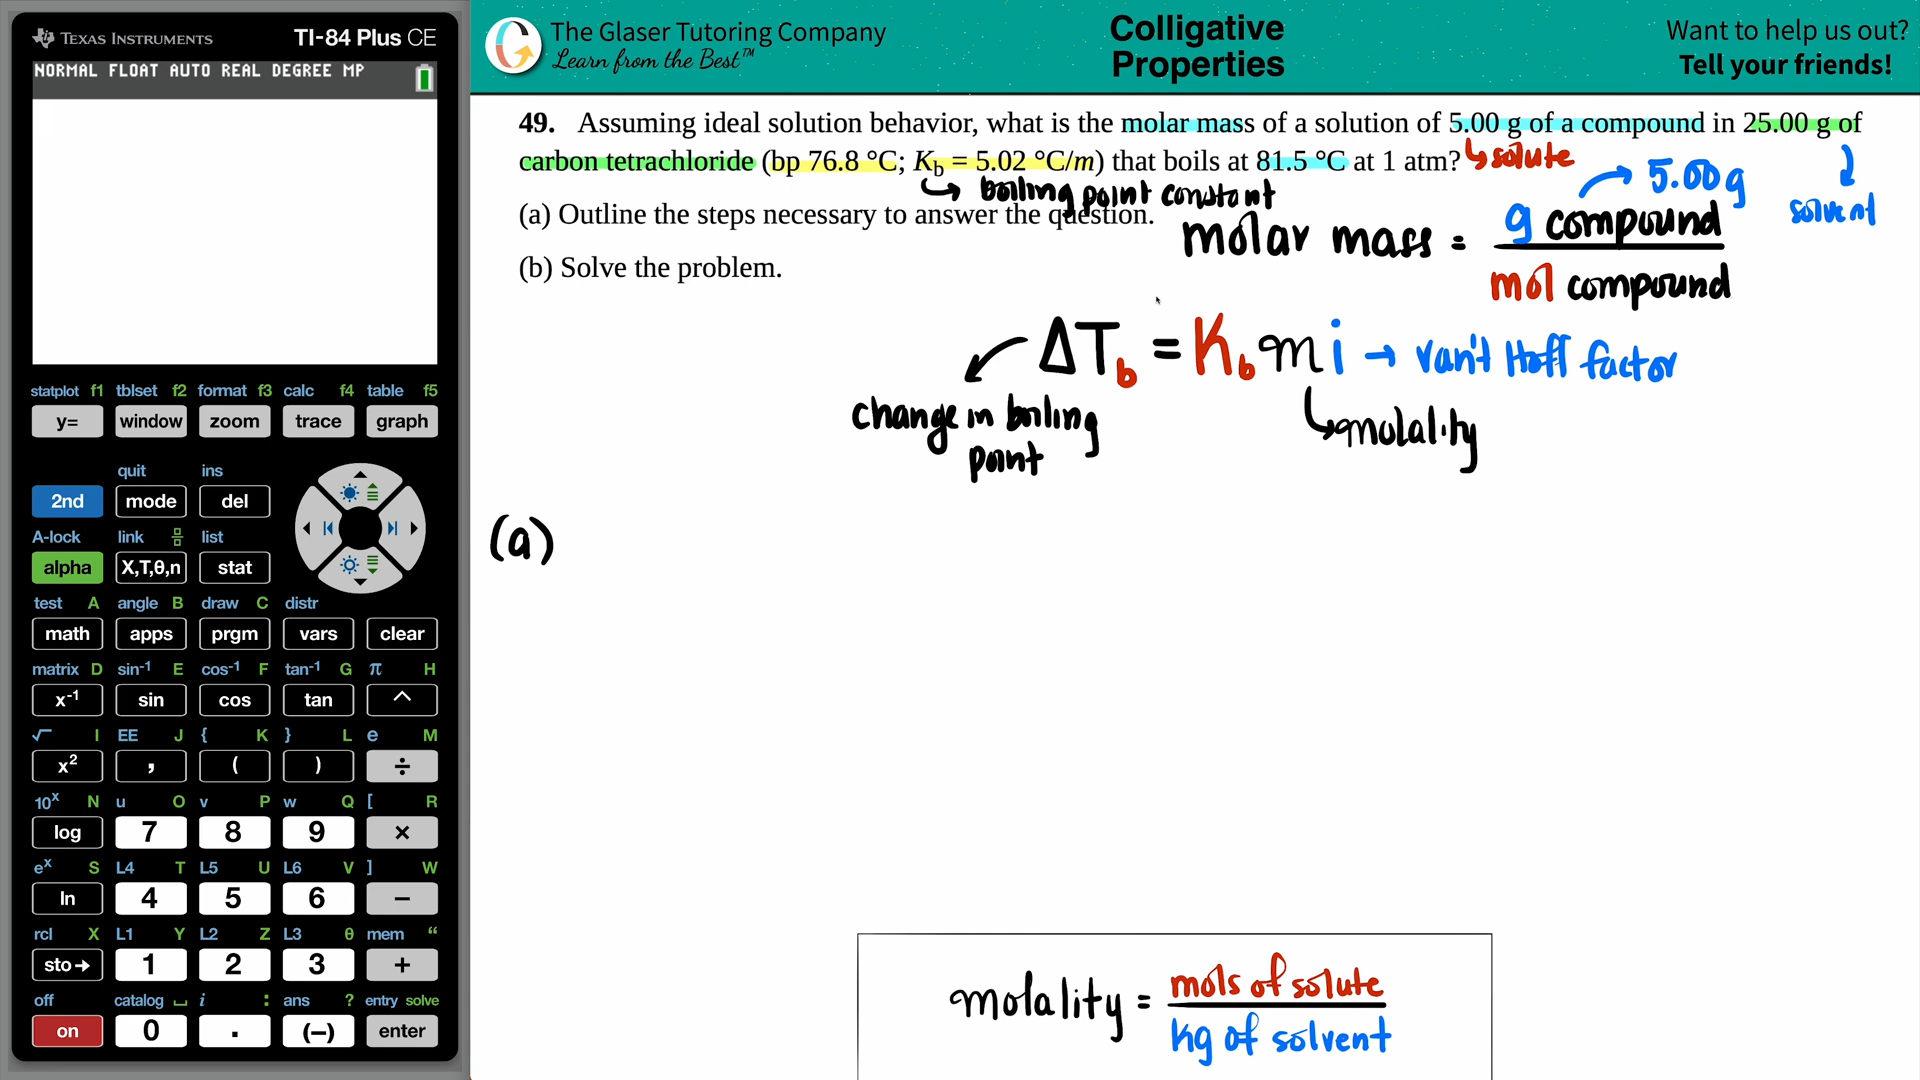 TEXAS INSTRUMENTS TI-84 Plus CE
NORMAL FLOAT AUTO REAL DEGREE MP
statplot f1 tblset f2 format f3 calc f4 table f5
y= window zoom trace graph
quit ins
2nd mode del
A-lock link list
alpha X,T,θ,n stat
test A angle B draw C distr
math apps prgm vars clear
matrix D sin-1 E cos-1 F tan-1 G π H
x-1 sin cos tan ^
√ I EE J { K } L e M
x2 , ( ) ÷
10x N u O v P w Q [ R
log 7 8 9 ×
ex S L4 T L5 U L6 V ] W
ln 4 5 6 −
rcl X L1 Y L2 Z L3 θ mem “
sto→ 1 2 3 +
off catalog ⎵ i : ans ? entry solve
on 0 . (−) enter
The Glaser Tutoring Company
Learn from the Best™
Colligative
Properties
Want to help us out?
Tell your friends!
49. Assuming ideal solution behavior, what is the molar mass of a solution of 5.00 g of a compound in 25.00 g of
carbon tetrachloride (bp 76.8 °C; Kb = 5.02 °C/m) that boils at 81.5 °C at 1 atm?
↳solute
↳ boiling point constant
5.00g
solvent
(a) Outline the steps necessary to answer the question.
molar mass = g compound
mol compound
(b) Solve the problem.
ΔTb = Kb m i → van't Hoff factor
change in boiling
point
↳molality
(a)
molality = mols of solute
kg of solvent